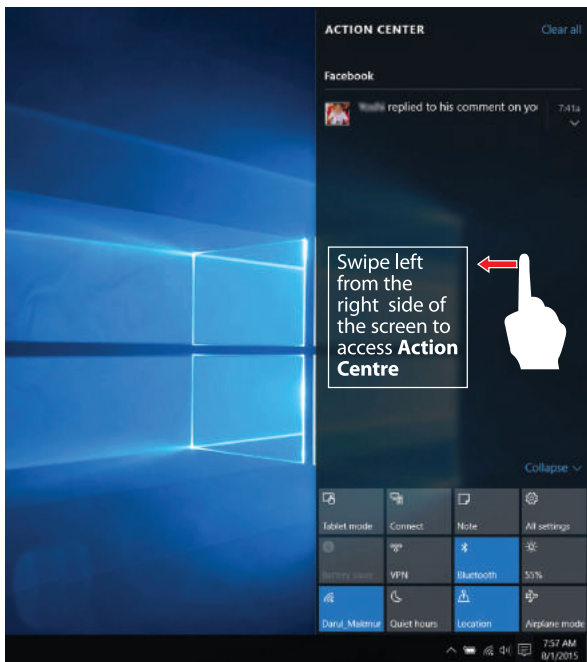 ACTION CENTER Clear all
Facebook
replied to his comment on yo 7:41a
Swipe left
from the
right side of
the screen to
access Action
Centre
Collapse
Tablet mode Connect Note All settings
Battery saver VPN Bluetooth 55%
Darul_Makmur Quiet hours Location Airplane mode
7:57 AM
8/1/2015